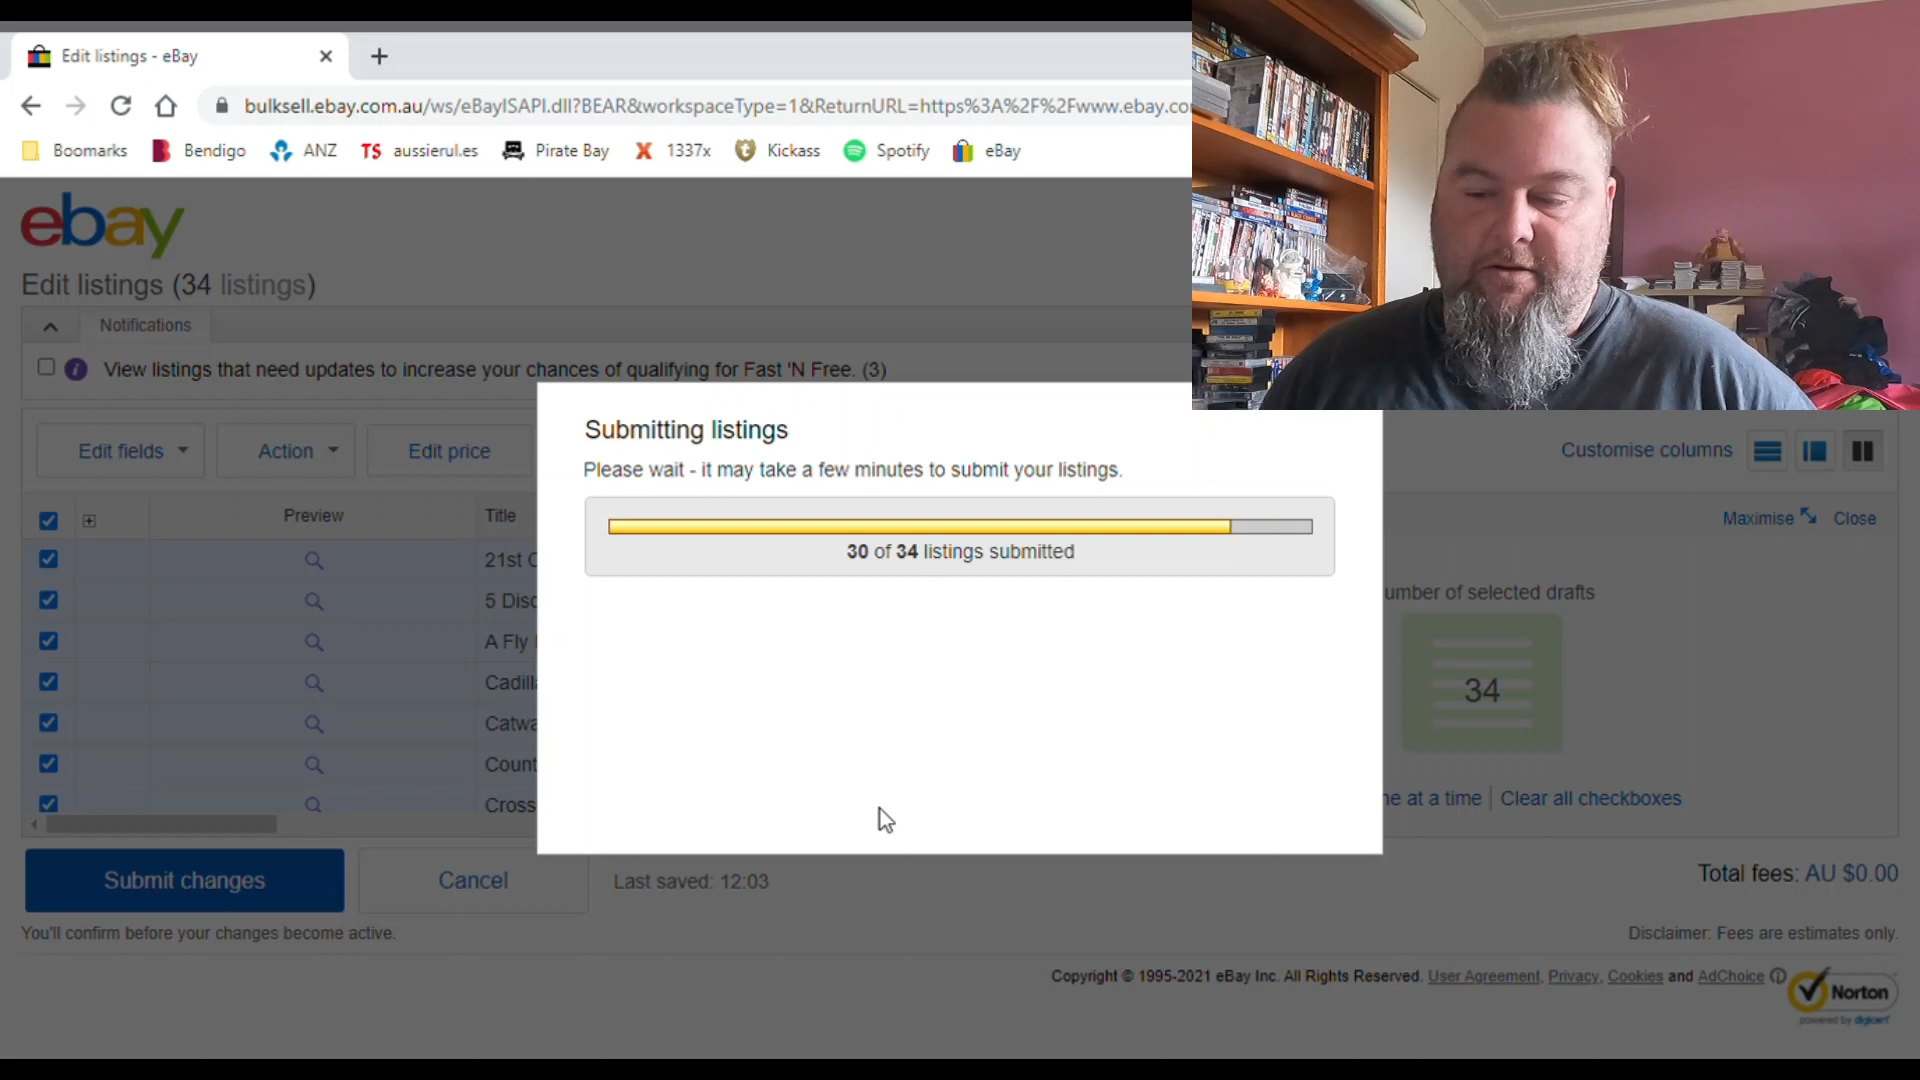 Edit listings - eBay
bulksell.ebay.com.au/ws/eBayISAPI.dll?BEAR&workspaceType=1&ReturnURL=https%3A%2F%2Fwww.ebay.co
Boomarks Bendigo ANZ TS aussierul.es Pirate Bay X 1337x Kickass Spotify eBay
ebay
Edit listings (34 listings)
Notifications
View listings that need updates to increase your chances of qualifying for Fast 'N Free. (3)
Submitting listings
Please wait - it may take a few minutes to submit your listings.
30 of 34 listings submitted
Edit fields Action Edit price
Customise columns
Preview Title
Maximise Close
21st C
5 Disc
A Fly
Cadill
Catwa
Count
Cross
umber of selected drafts
34
ne at a time Clear all checkboxes
Submit changes Cancel Last saved: 12:03
Total fees: AU $0.00
You'll confirm before your changes become active.
Disclaimer: Fees are estimates only.
Copyright © 1995-2021 eBay Inc. All Rights Reserved. User Agreement, Privacy, Cookies and AdChoice
Norton
powered by digicert